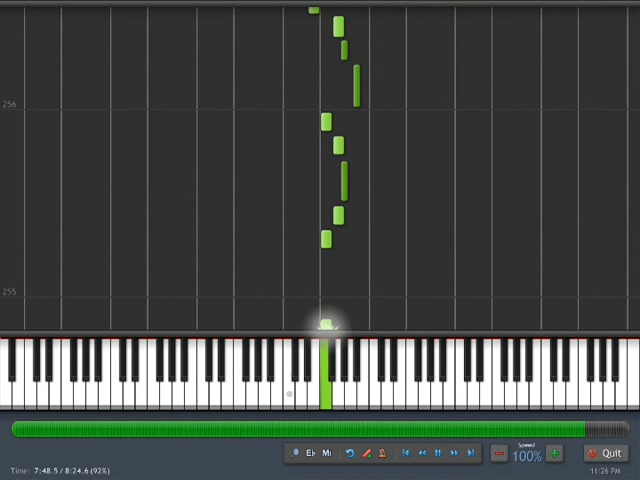 256
255
E♭ M:
Speed
100%
Quit
Time: 7:48.5 / 8:24.6 (92%)
11:26 PM